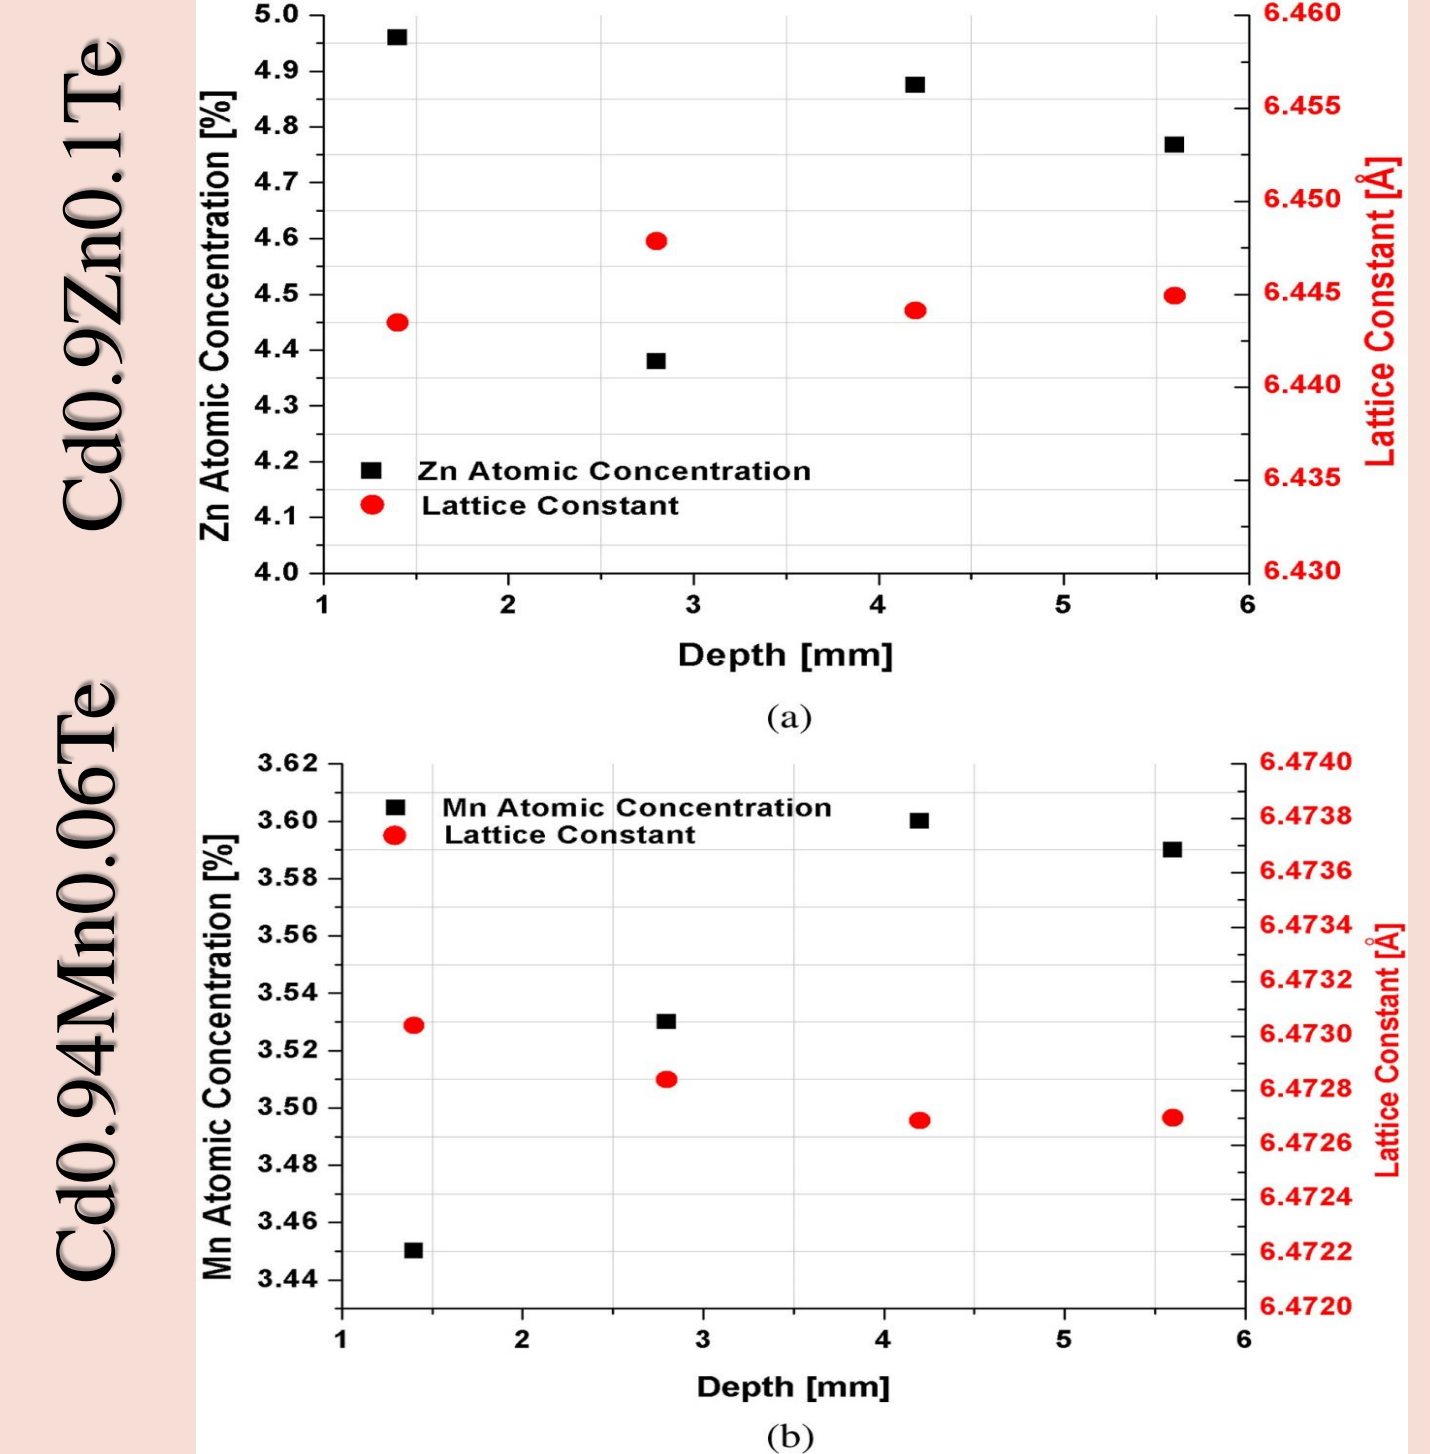 Cd0.9Zn0.1Te
Zn Atomic Concentration [%]
5.0
4.9
4.8
4.7
4.6
4.5
4.4
4.3
4.2
4.1
4.0
Zn Atomic Concentration
Lattice Constant
6.460
6.455
6.450
6.445
6.440
6.435
6.430
Lattice Constant [Å]
1 2 3 4 5 6
Depth [mm]
(a)
Cd0.94Mn0.06Te
Mn Atomic Concentration [%]
3.62
3.60
3.58
3.56
3.54
3.52
3.50
3.48
3.46
3.44
Mn Atomic Concentration
Lattice Constant
6.4740
6.4738
6.4736
6.4734
6.4732
6.4730
6.4728
6.4726
6.4724
6.4722
6.4720
Lattice Constant [Å]
1 2 3 4 5 6
Depth [mm]
(b)